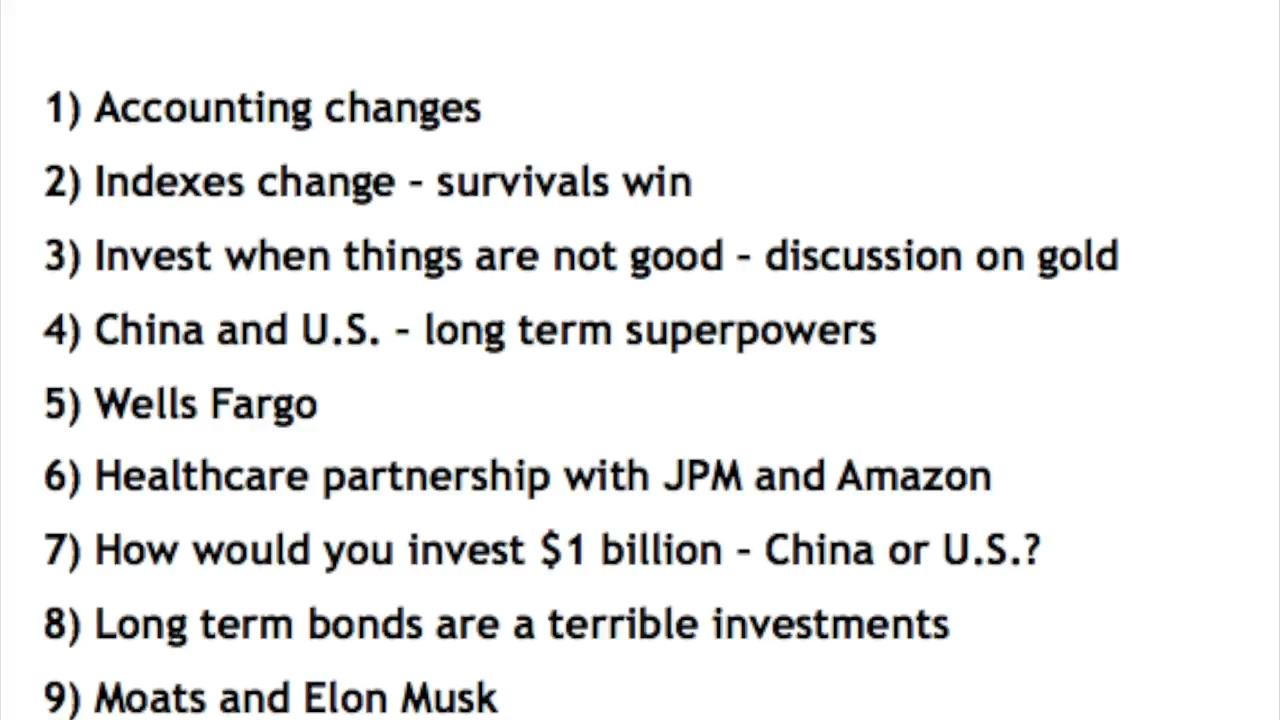 1) Accounting changes
2) Indexes change - survivals win
3) Invest when things are not good - discussion on gold
4) China and U.S. - long term superpowers
5) Wells Fargo
6) Healthcare partnership with JPM and Amazon
7) How would you invest $1 billion - China or U.S.?
8) Long term bonds are a terrible investments
9) Moats and Elon Musk